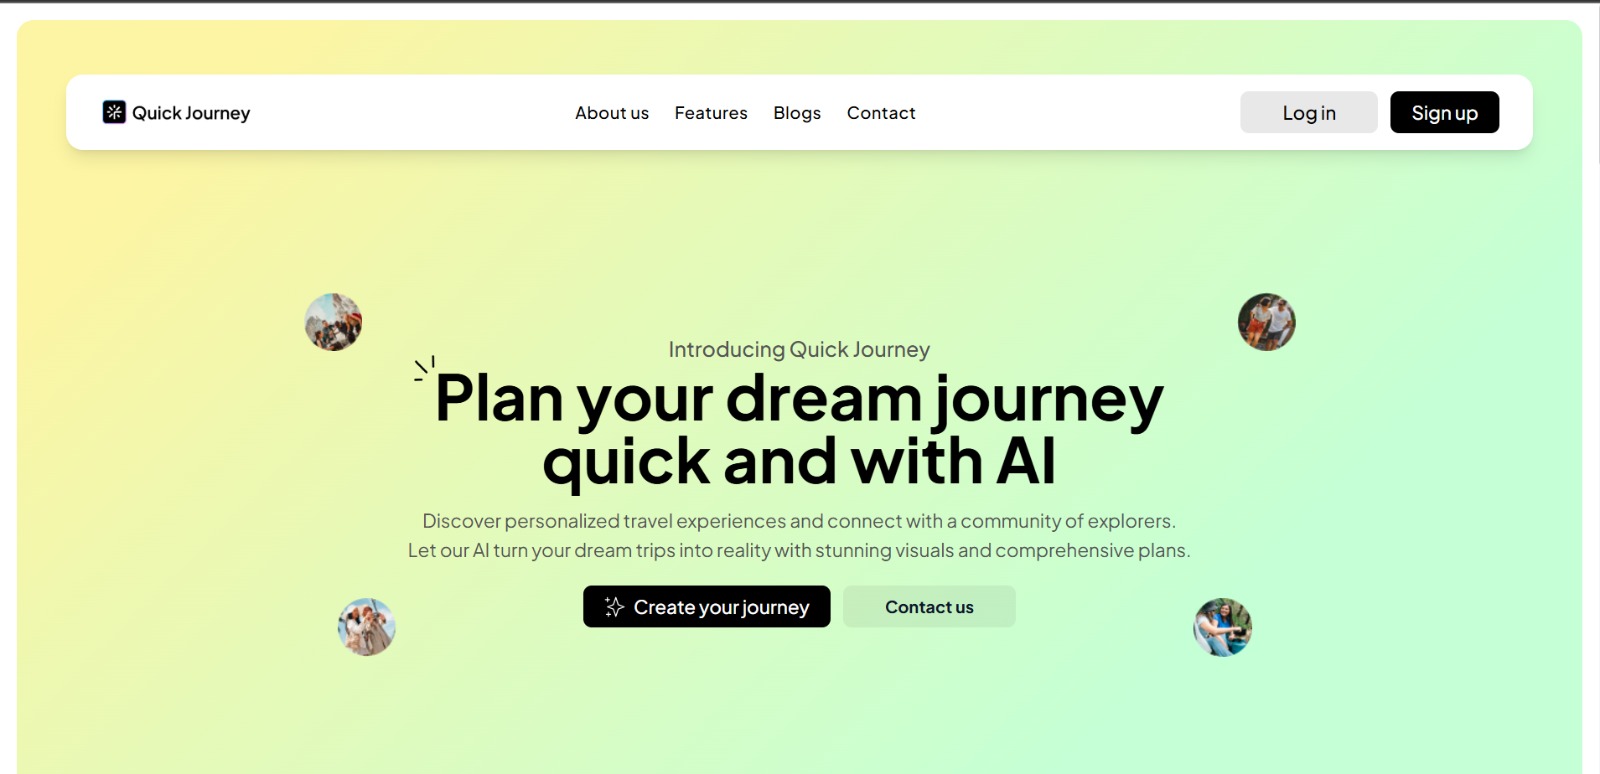 Quick Journey
About us
Features
Blogs
Contact
Log in
Sign up
Introducing Quick Journey
Plan your dream journey
quick and with AI
Discover personalized travel experiences and connect with a community of explorers.
Let our AI turn your dream trips into reality with stunning visuals and comprehensive plans.
Create your journey
Contact us